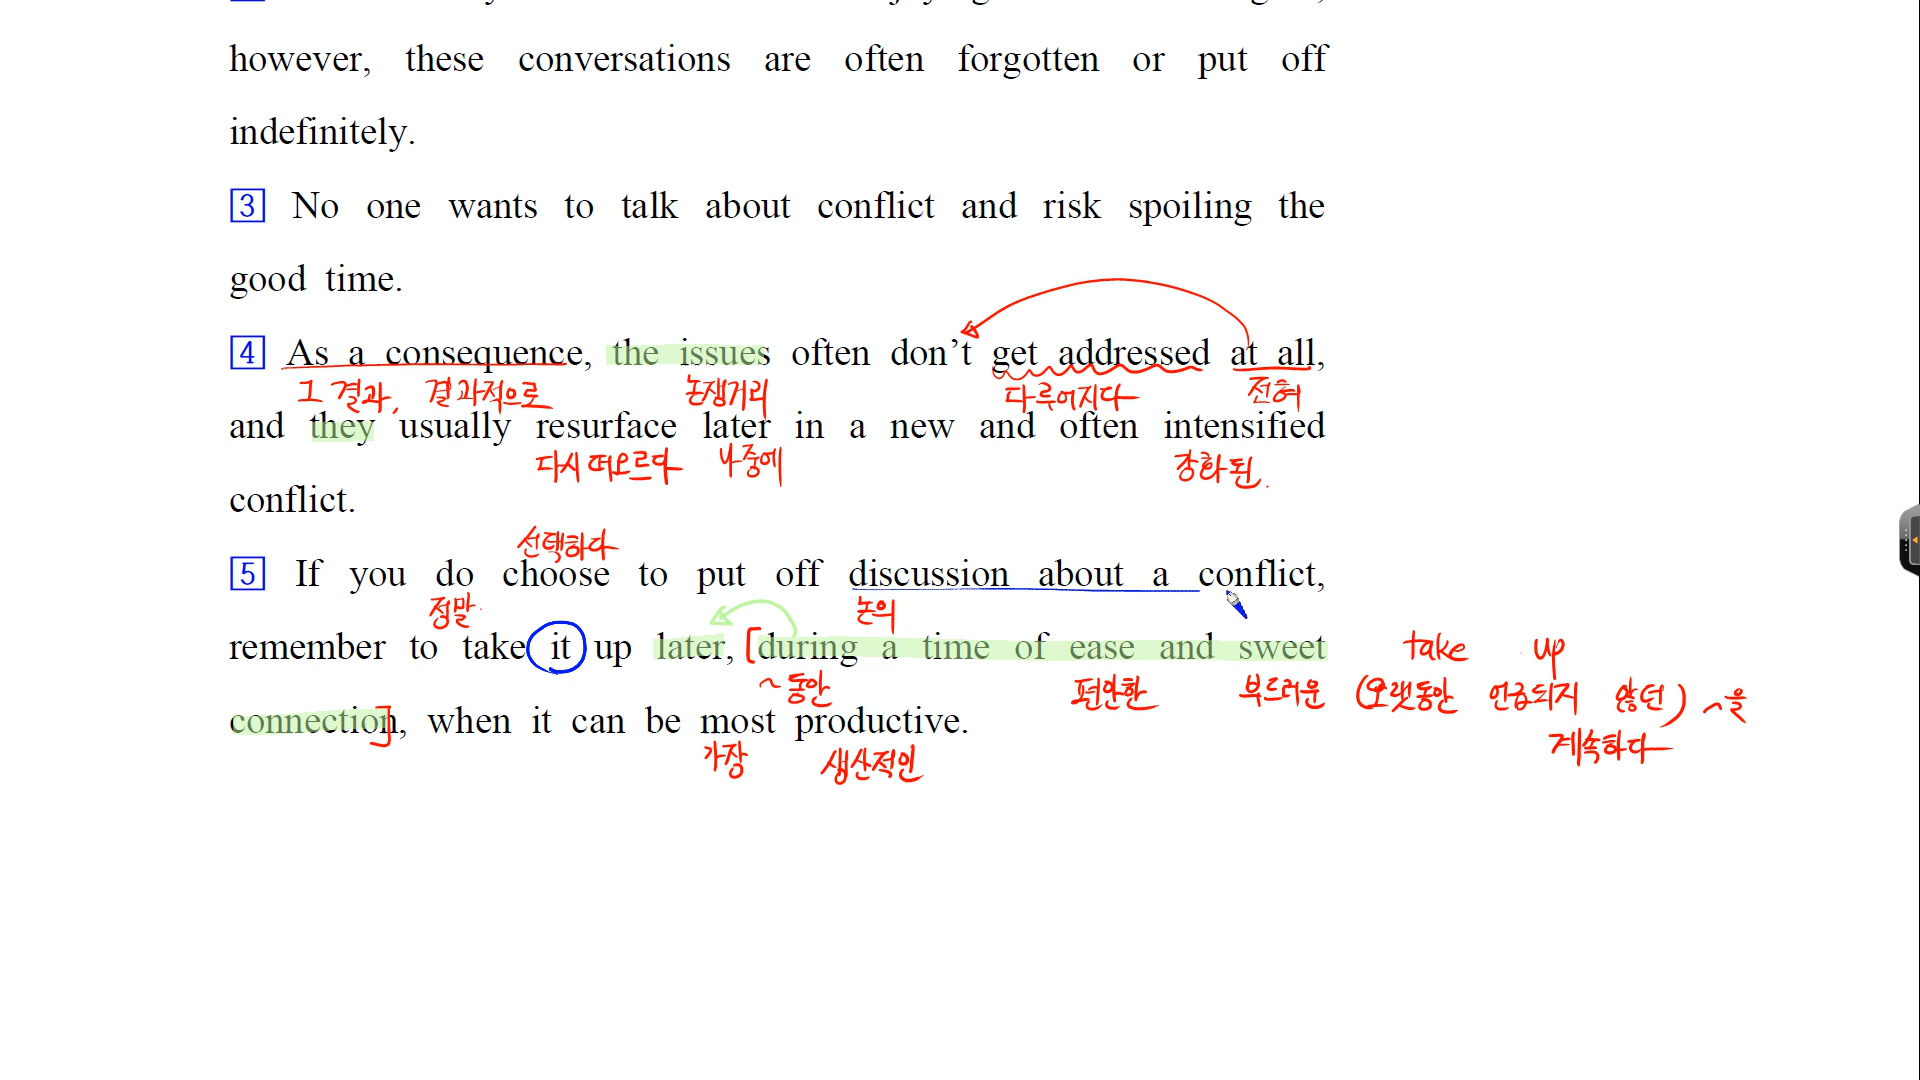 however, these conversations are often forgotten or put off
indefinitely.
3 No one wants to talk about conflict and risk spoiling the
good time.
4 As a consequence, the issues often don't get addressed at all,
그 결과, 결과적으로 논쟁거리 다루어지다 전혀
and they usually resurface later in a new and often intensified
다시 떠오르다 나중에 강화된.
conflict.
선택하다
5 If you do choose to put off discussion about a conflict,
정말. 논의
remember to take it up later, [during a time of ease and sweet take up
~동안 편안한 부드러운 (오랫동안 언급되지 않던) ~을
connection], when it can be most productive. 계속하다
가장 생산적인